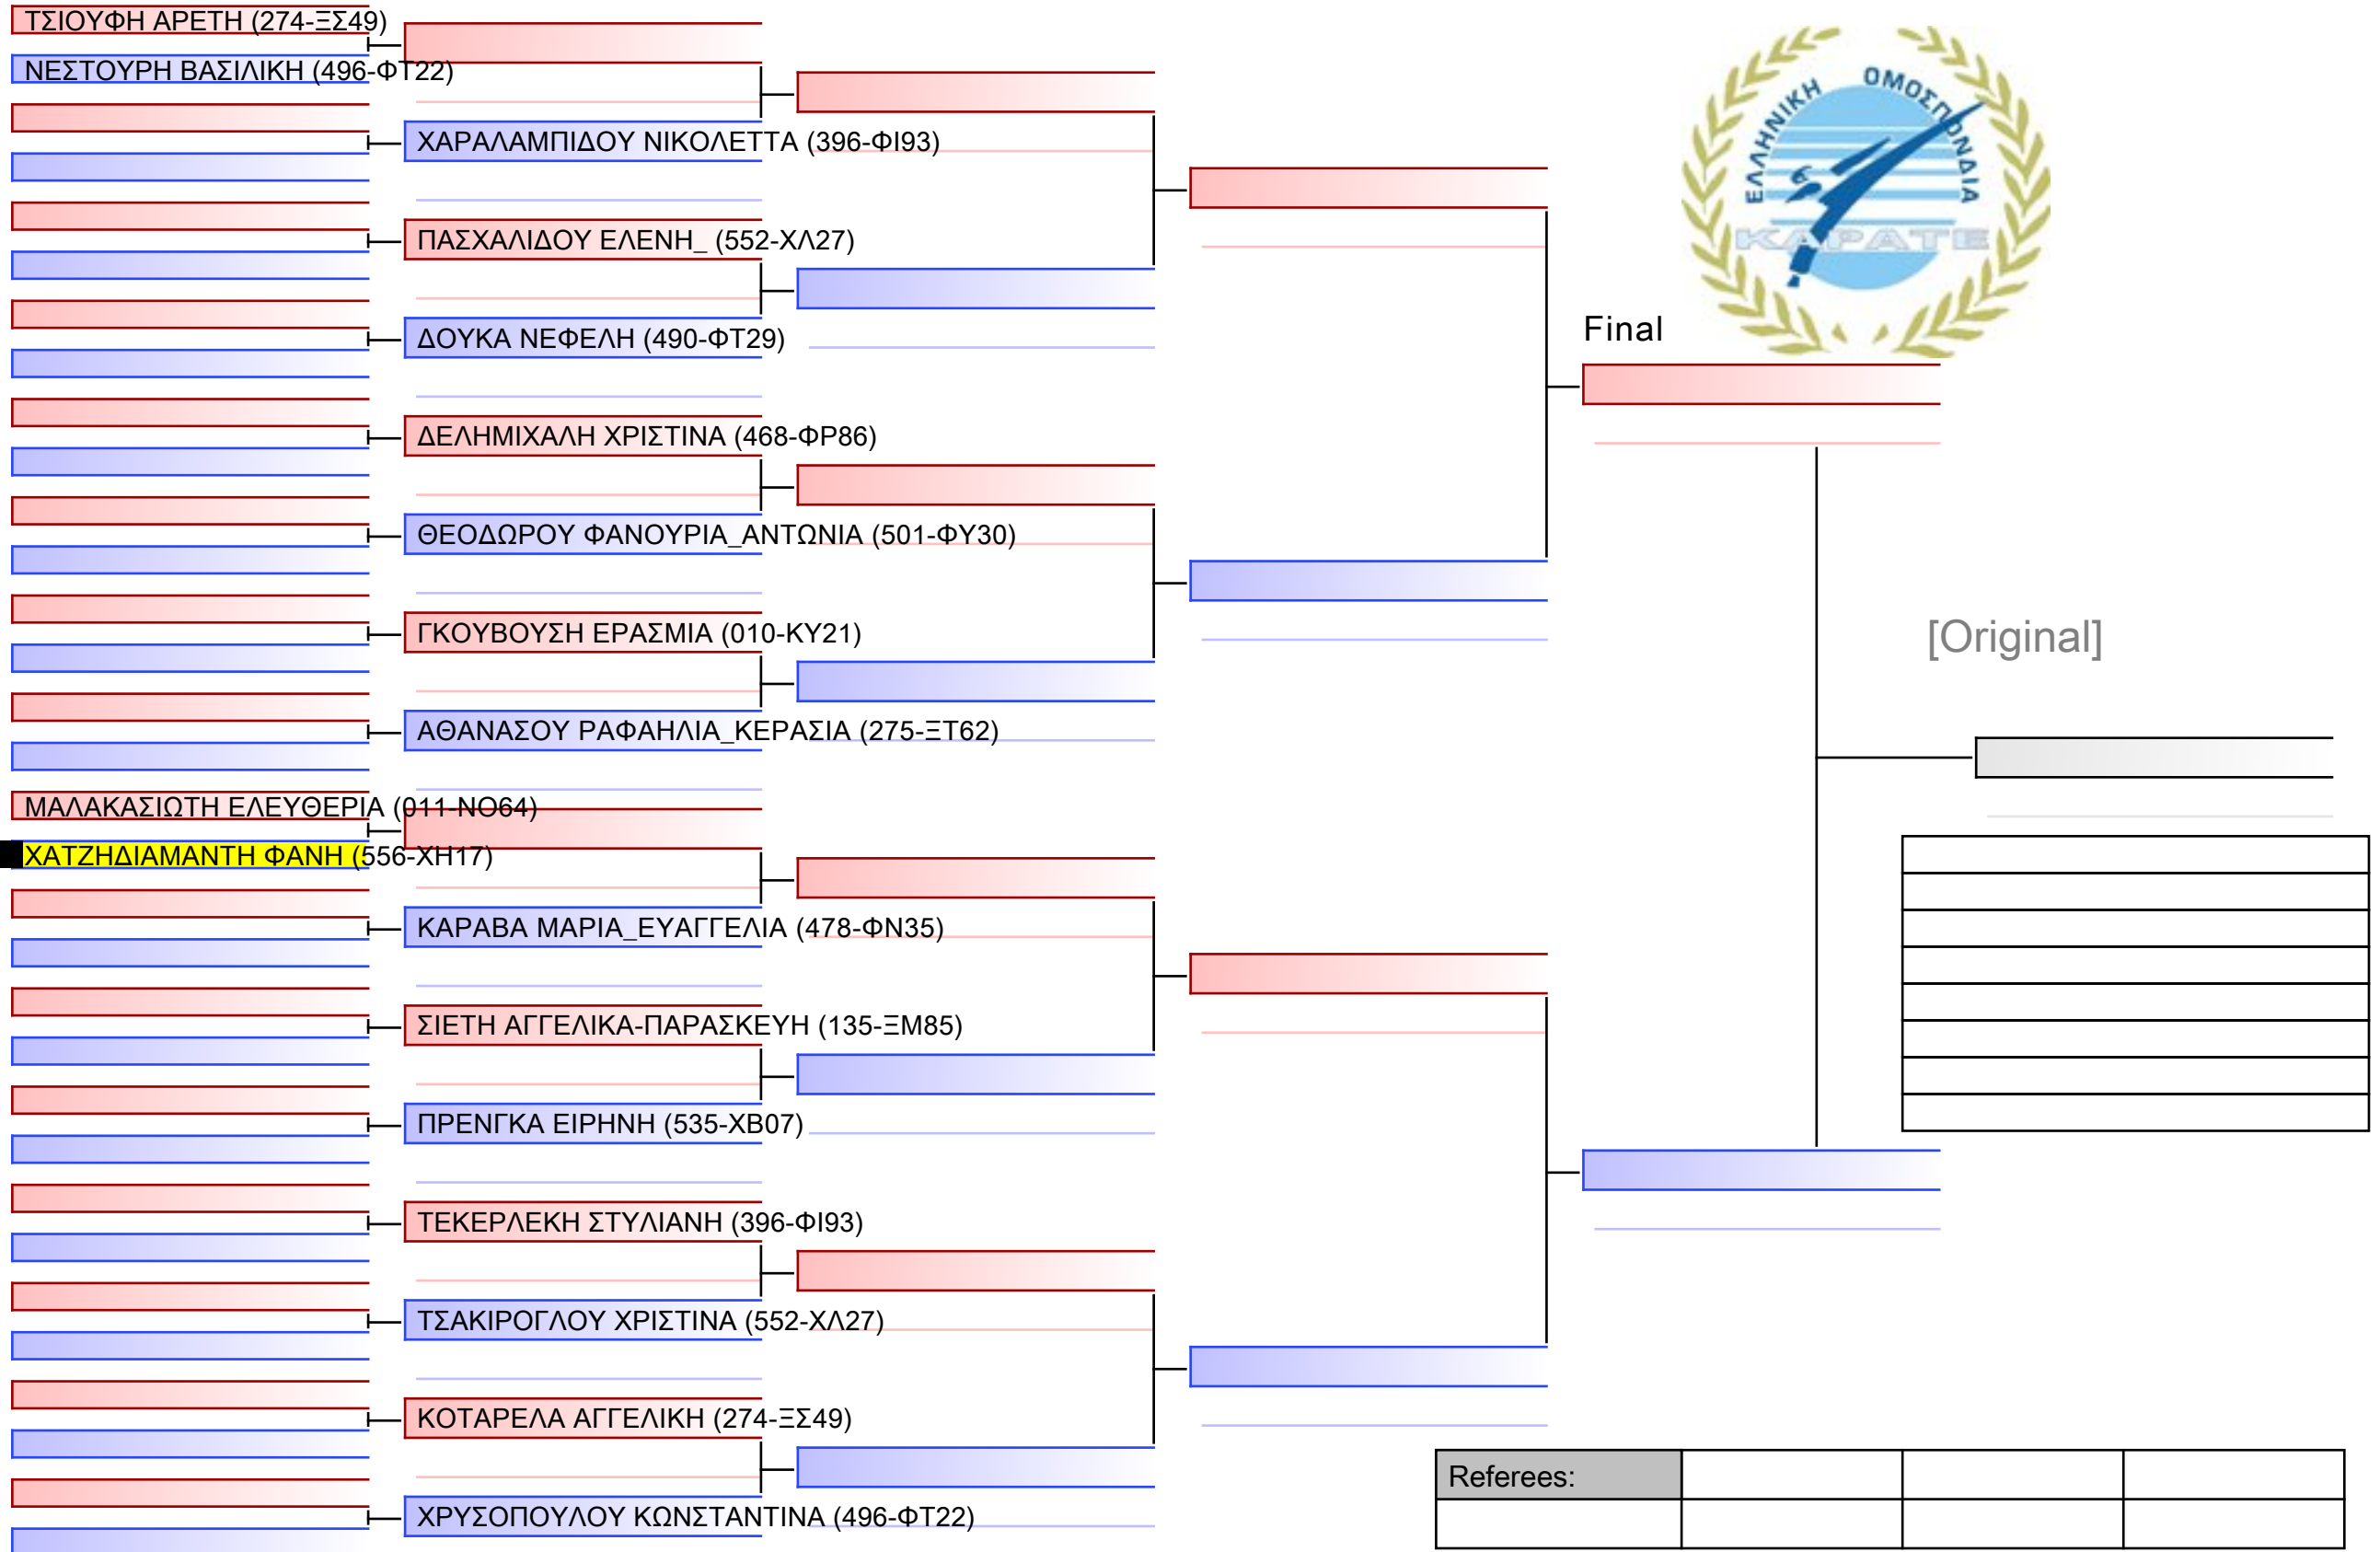 ΤΣΙΟΥΦΗ ΑΡΕΤΗ (274-ΞΣ49)
ΝΕΣΤΟΥΡΗ ΒΑΣΙΛΙΚΗ (496-ΦΤ22)
ΧΑΡΑΛΑΜΠΙΔΟΥ ΝΙΚΟΛΕΤΤΑ (396-ΦΙ93)
ΠΑΣΧΑΛΙΔΟΥ ΕΛΕΝΗ_ (552-ΧΛ27)
ΔΟΥΚΑ ΝΕΦΕΛΗ (490-ΦΤ29)
ΔΕΛΗΜΙΧΑΛΗ ΧΡΙΣΤΙΝΑ (468-ΦΡ86)
ΘΕΟΔΩΡΟΥ ΦΑΝΟΥΡΙΑ_ΑΝΤΩΝΙΑ (501-ΦΥ30)
ΓΚΟΥΒΟΥΣΗ ΕΡΑΣΜΙΑ (010-ΚΥ21)
ΑΘΑΝΑΣΟΥ ΡΑΦΑΗΛΙΑ_ΚΕΡΑΣΙΑ (275-ΞΤ62)
ΜΑΛΑΚΑΣΙΩΤΗ ΕΛΕΥΘΕΡΙΑ (011-ΝΟ64)
ΧΑΤΖΗΔΙΑΜΑΝΤΗ ΦΑΝΗ (556-ΧΗ17)
ΚΑΡΑΒΑ ΜΑΡΙΑ_ΕΥΑΓΓΕΛΙΑ (478-ΦΝ35)
ΣΙΕΤΗ ΑΓΓΕΛΙΚΑ-ΠΑΡΑΣΚΕΥΗ (135-ΞΜ85)
ΠΡΕΝΓΚΑ ΕΙΡΗΝΗ (535-ΧΒ07)
ΤΕΚΕΡΛΕΚΗ ΣΤΥΛΙΑΝΗ (396-ΦΙ93)
ΤΣΑΚΙΡΟΓΛΟΥ ΧΡΙΣΤΙΝΑ (552-ΧΛ27)
ΚΟΤΑΡΕΛΑ ΑΓΓΕΛΙΚΗ (274-ΞΣ49)
ΧΡΥΣΟΠΟΥΛΟΥ ΚΩΝΣΤΑΝΤΙΝΑ (496-ΦΤ22)
ΕΛΛΗΝΙΚΗ ΟΜΟΣΠΟΝΔΙΑ
ΚΑΡΑΤΕ
Final
[Original]
Referees: